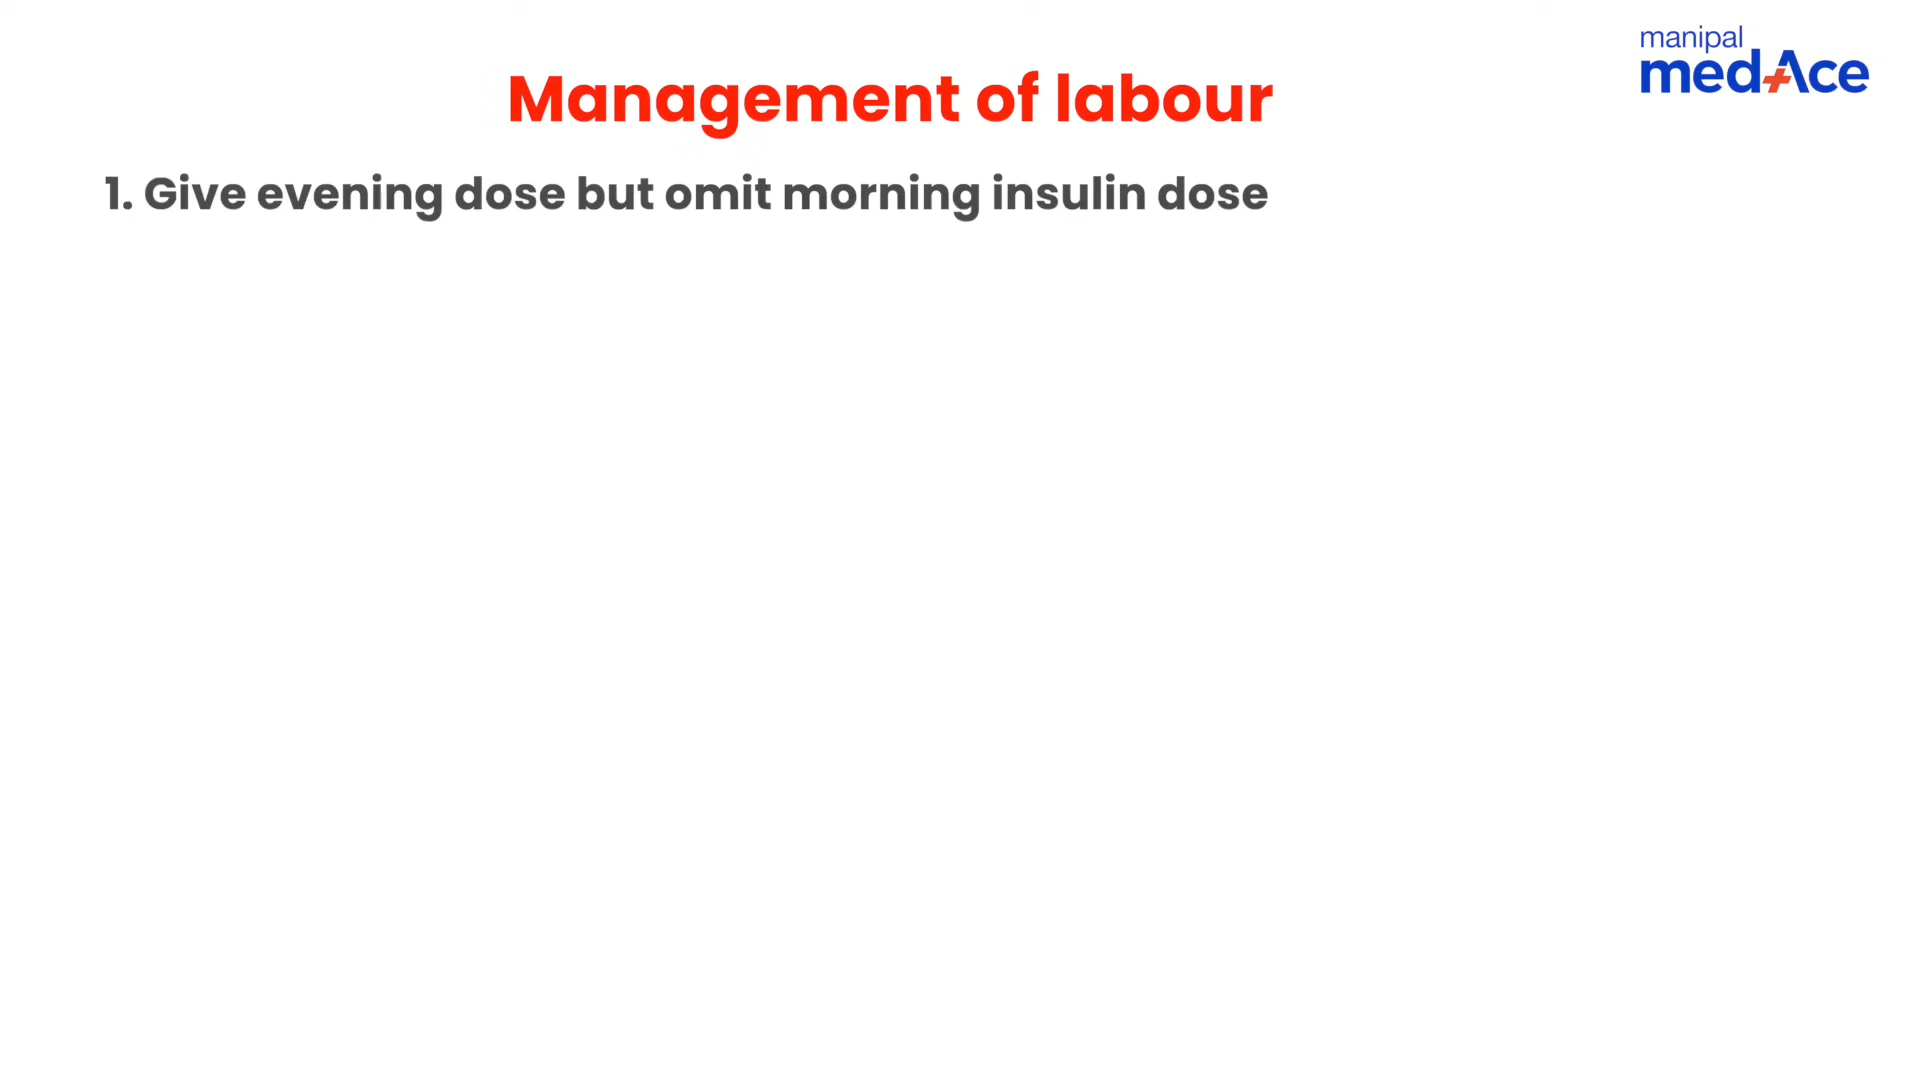 manipal
medAce
Management of labour
1. Give evening dose but omit morning insulin dose